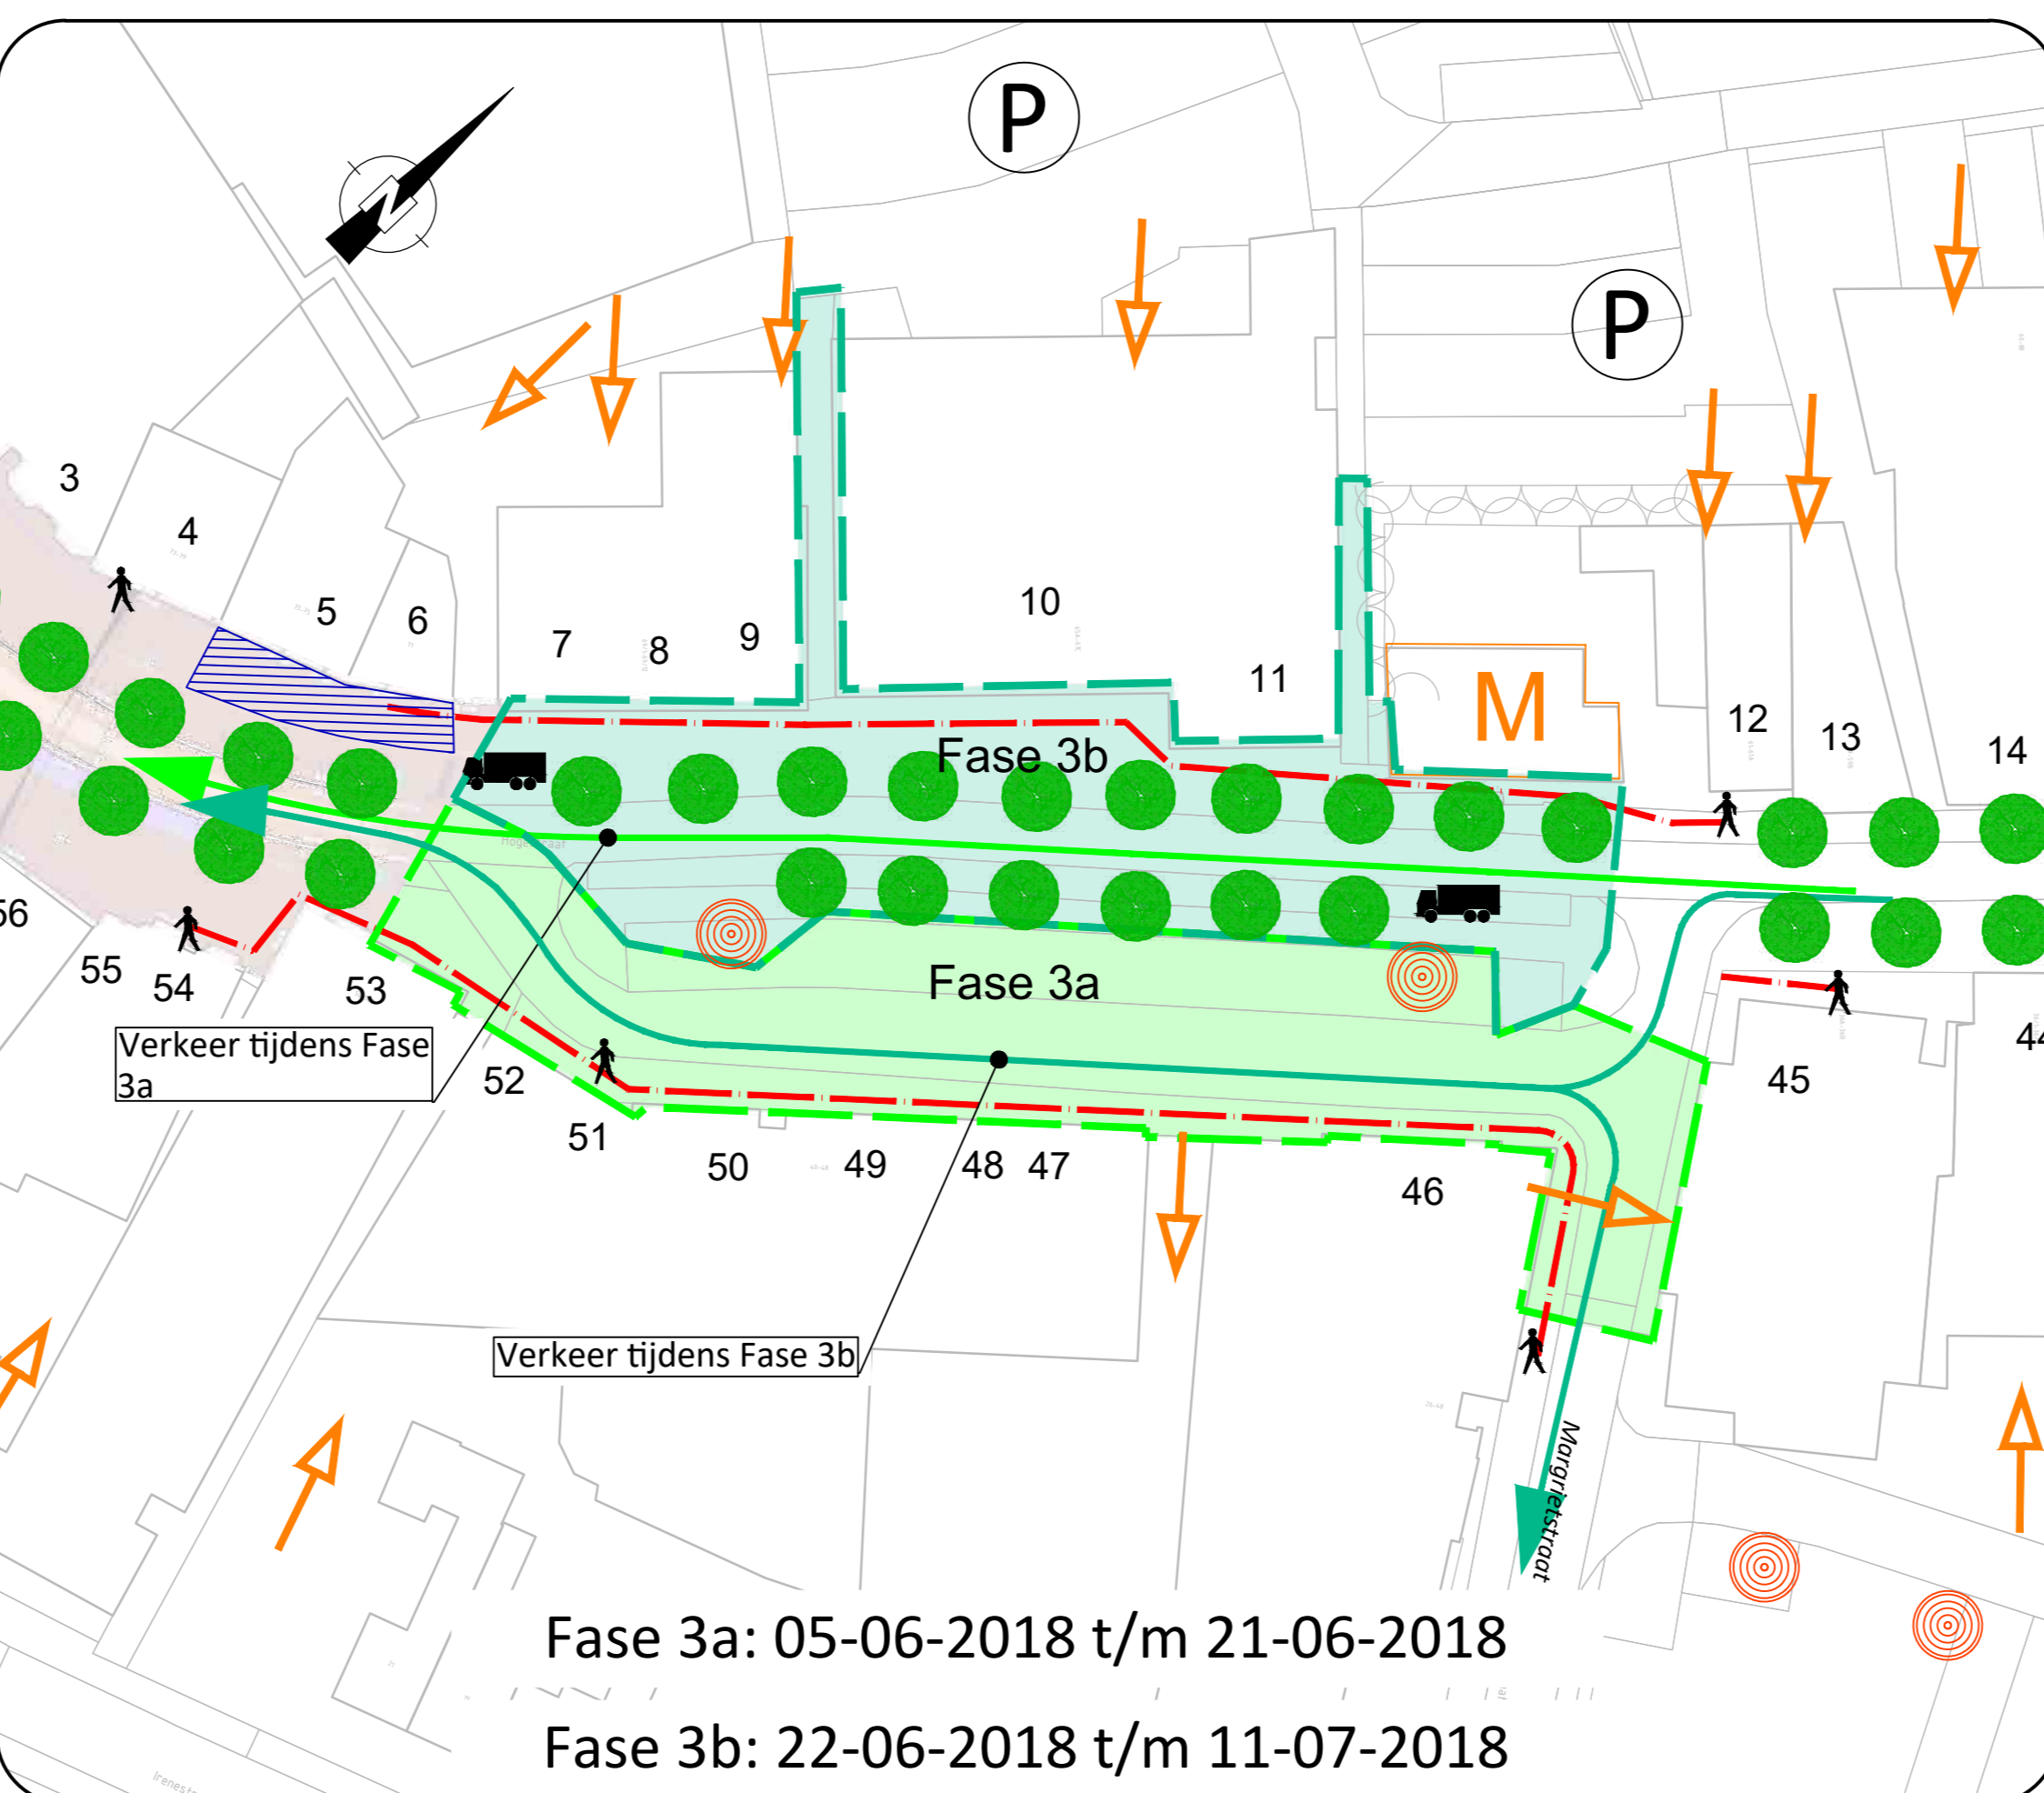 P
N
P
3
4
5
6
7
8
9
10
11
M
12
13
14
Fase 3b
Hogestraat
Fase 3a
56
55
54
53
Verkeer tijdens Fase
3a
52
51
50
49
48
47
46
45
44
Verkeer tijdens Fase 3b
Margrietstraat
Fase 3a: 05-06-2018 t/m 21-06-2018
Fase 3b: 22-06-2018 t/m 11-07-2018